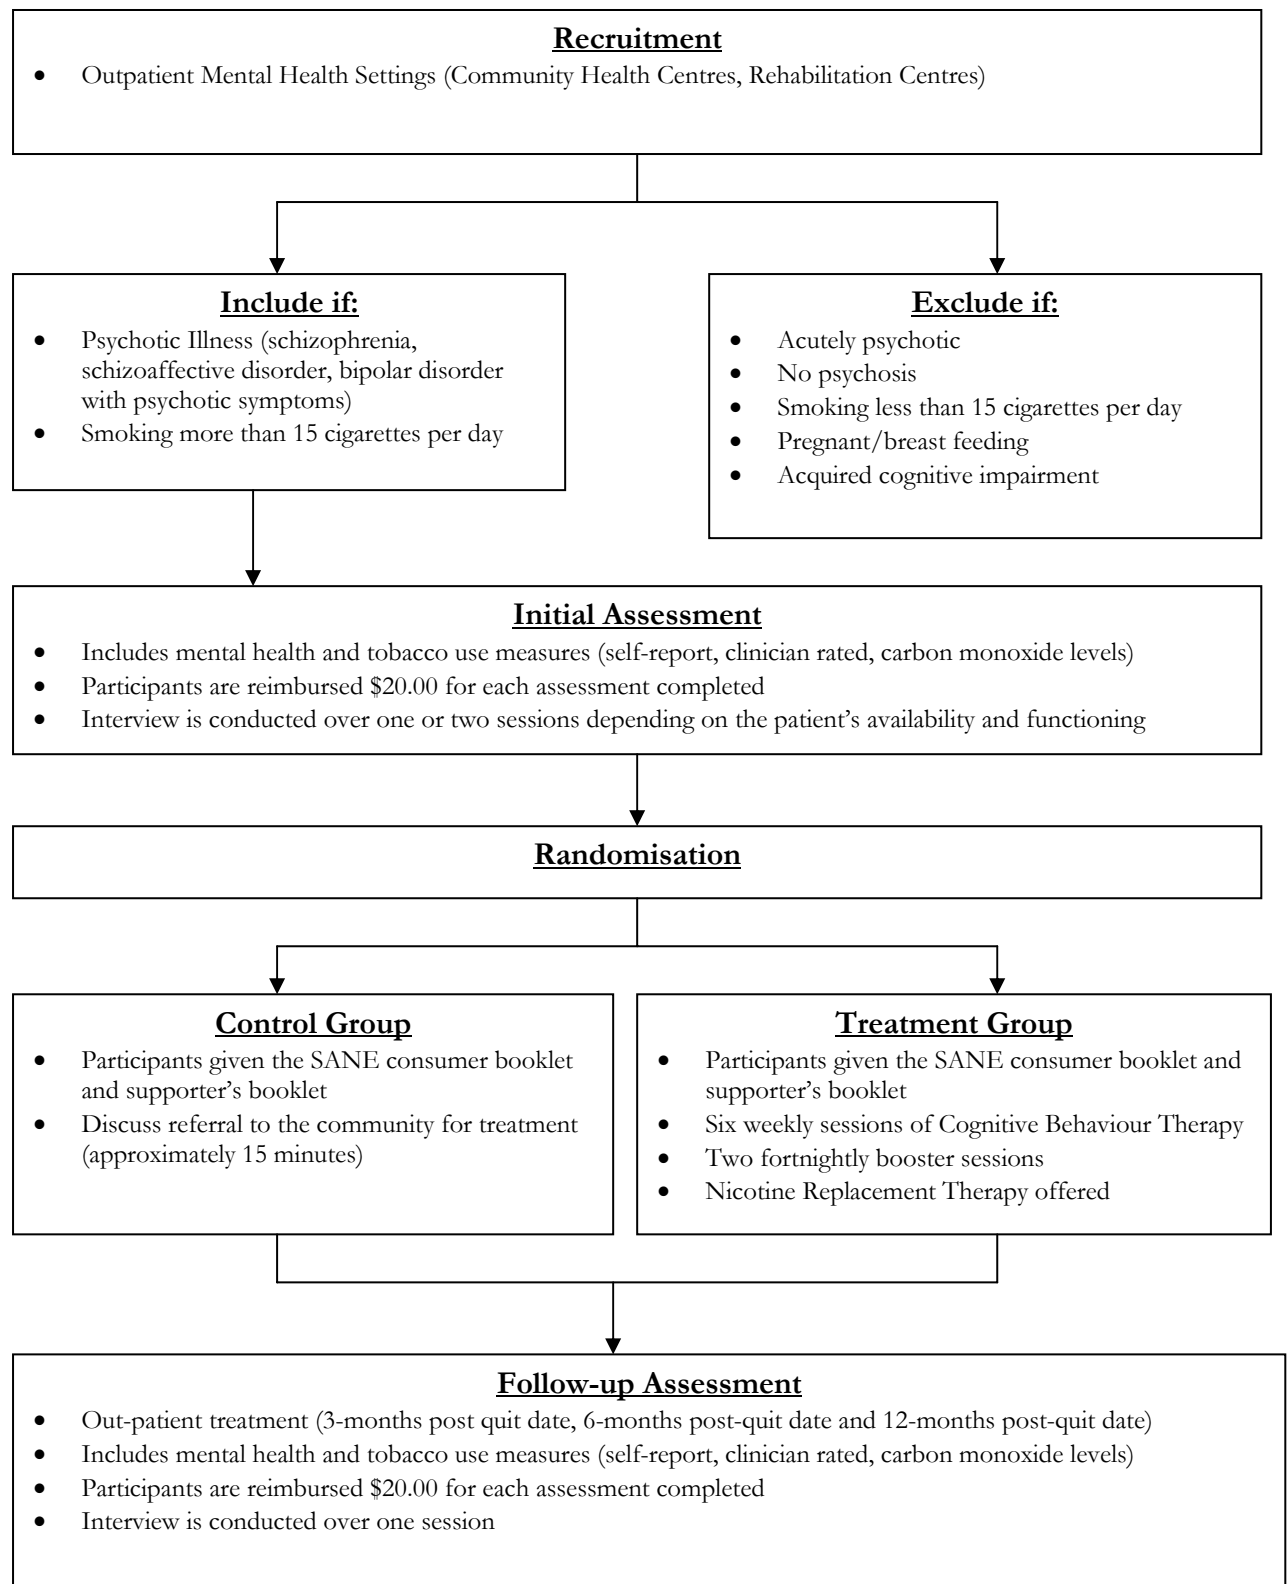 Recruitment
• Outpatient Mental Health Settings (Community Health Centres, Rehabilitation Centres)
Include if:
• Psychotic Illness (schizophrenia,
schizoaffective disorder, bipolar disorder
with psychotic symptoms)
• Smoking more than 15 cigarettes per day
Exclude if:
• Acutely psychotic
• No psychosis
• Smoking less than 15 cigarettes per day
• Pregnant/breast feeding
• Acquired cognitive impairment
Initial Assessment
• Includes mental health and tobacco use measures (self-report, clinician rated, carbon monoxide levels)
• Participants are reimbursed $20.00 for each assessment completed
• Interview is conducted over one or two sessions depending on the patient’s availability and functioning
Randomisation
Control Group
• Participants given the SANE consumer booklet
and supporter’s booklet
• Discuss referral to the community for treatment
(approximately 15 minutes)
Treatment Group
• Participants given the SANE consumer booklet and
supporter’s booklet
• Six weekly sessions of Cognitive Behaviour Therapy
• Two fortnightly booster sessions
• Nicotine Replacement Therapy offered
Follow-up Assessment
• Out-patient treatment (3-months post quit date, 6-months post-quit date and 12-months post-quit date)
• Includes mental health and tobacco use measures (self-report, clinician rated, carbon monoxide levels)
• Participants are reimbursed $20.00 for each assessment completed
• Interview is conducted over one session